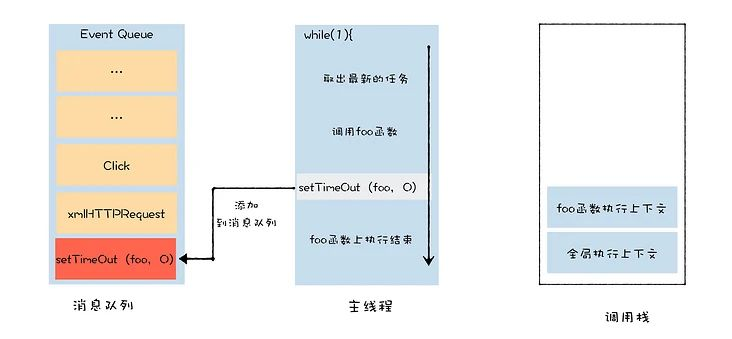 Event Queue
...
...
Click
xmlHTTPRequest
setTimeOut (foo, 0)
消息队列
添加
到消息队列
while(1){
取出最新的任务
调用foo函数
setTimeOut (foo, 0)
foo函数上执行结束
主线程
foo函数执行上下文
全局执行上下文
调用栈